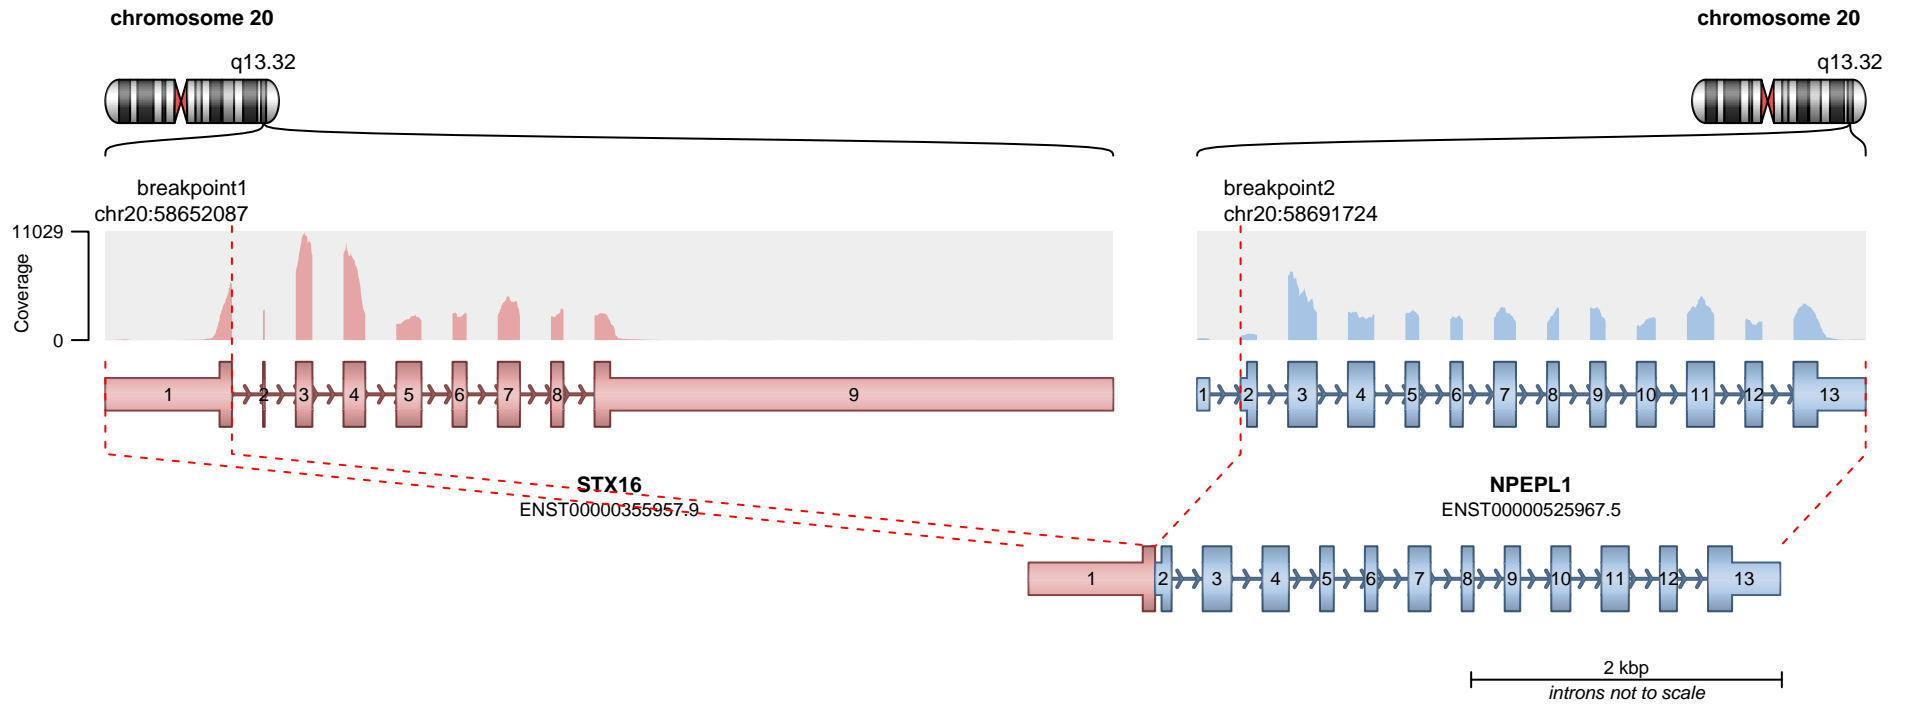 chromosome 20
chromosome 20
q13.32
q13.32
breakpoint1
chr20:58652087
breakpoint2
chr20:58691724
11029
Coverage
0
1 2 3 4 5 6 7 8 9
1 2 3 4 5 6 7 8 9 10 11 12 13
STX16
ENST00000355957.9
NPEPL1
ENST00000525967.5
1 2 3 4 5 6 7 8 9 10 11 12 13
2 kbp
introns not to scale